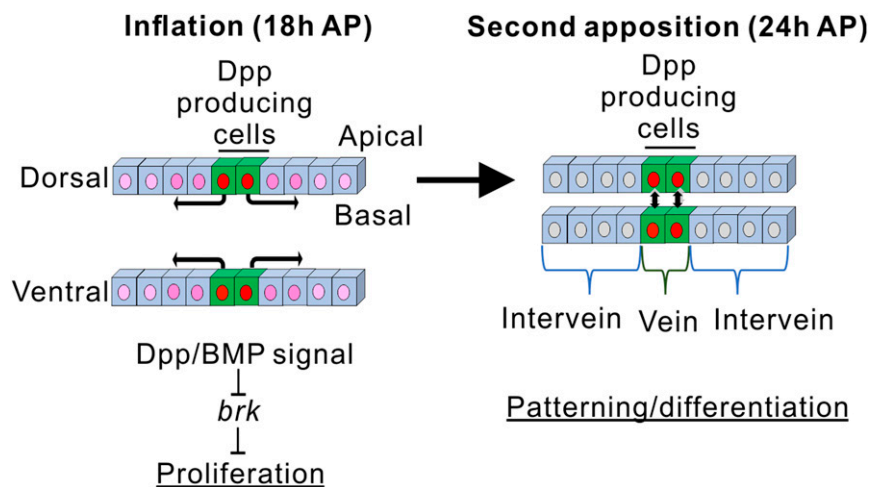 Inflation (18h AP)
Dpp
producing
cells
Apical
Dorsal
Basal
Ventral
Dpp/BMP signal
brk
Proliferation
Second apposition (24h AP)
Dpp
producing
cells
Intervein Vein Intervein
Patterning/differentiation